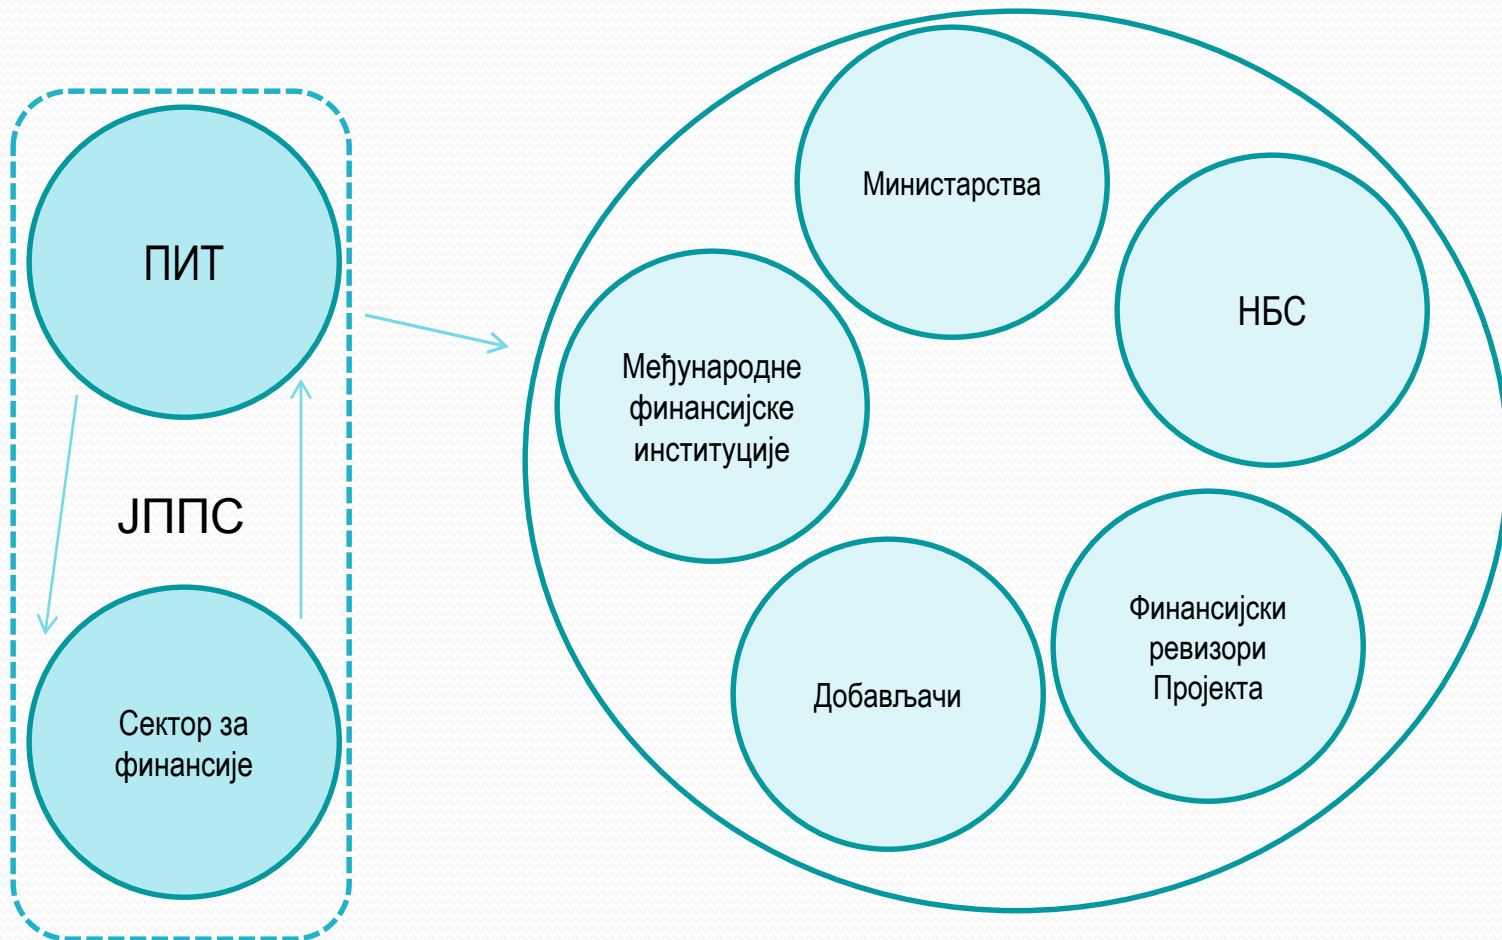 ПИТ
ЈППС
Сектор за
финансије
Министарства
НБС
Међународне
финансијске
институције
Финансијски
ревизори
Пројекта
Добављачи